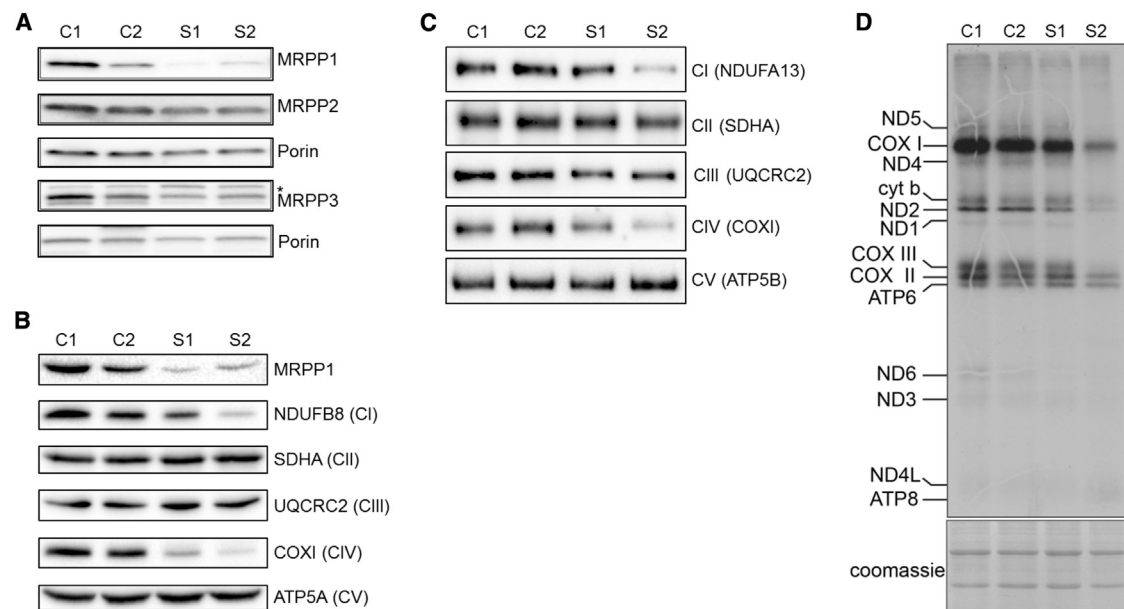 A
C1 C2 S1 S2
MRPP1
MRPP2
Porin
*
MRPP3
Porin
B
C1 C2 S1 S2
MRPP1
NDUFB8 (CI)
SDHA (CII)
UQCRC2 (CIII)
COXI (CIV)
ATP5A (CV)
C
C1 C2 S1 S2
CI (NDUFA13)
CII (SDHA)
CIII (UQCRC2)
CIV (COXI)
CV (ATP5B)
D
C1 C2 S1 S2
ND5
COX I
ND4
cyt b
ND2
ND1
COX III
COX II
ATP6
ND6
ND3
ND4L
ATP8
coomassie